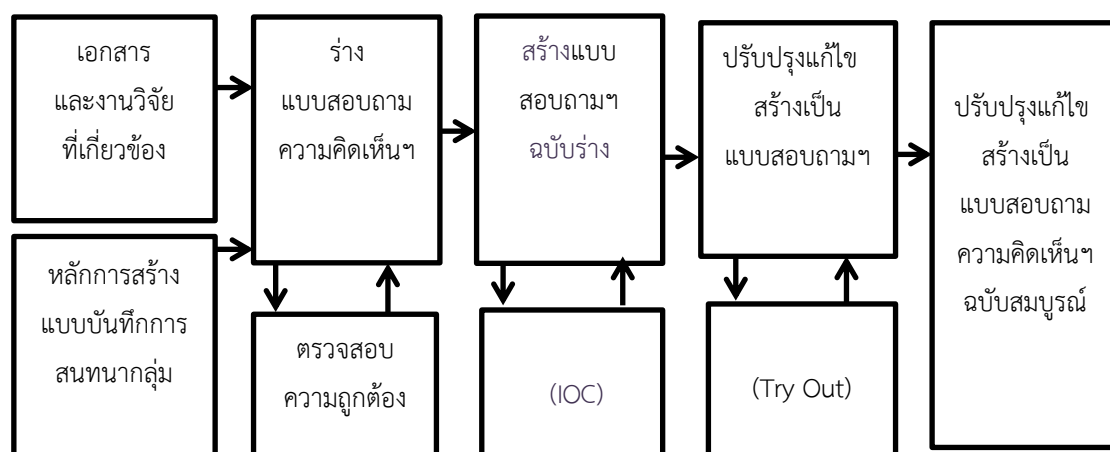 เอกสาร
และงานวิจัย
ที่เกี่ยวข้อง
หลักการสร้าง
แบบบันทึกการ
สนทนากลุ่ม
ร่าง
แบบสอบถาม
ความคิดเห็นฯ
ตรวจสอบ
ความถูกต้อง
สร้างแบบ
สอบถามฯ
ฉบับร่าง
(IOC)
ปรับปรุงแก้ไข
สร้างเป็น
แบบสอบถามฯ
(Try Out)
ปรับปรุงแก้ไข
สร้างเป็น
แบบสอบถาม
ความคิดเห็นฯ
ฉบับสมบูรณ์